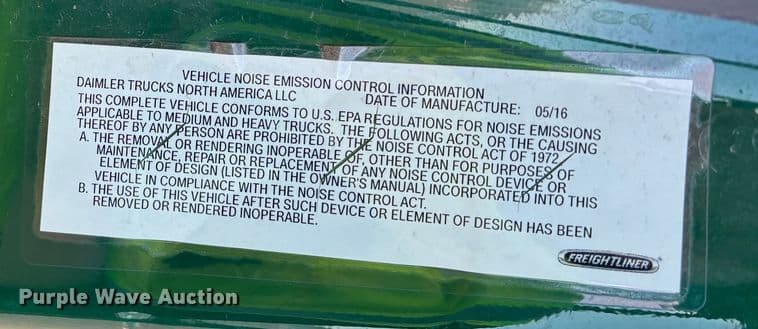 VEHICLE NOISE EMISSION CONTROL INFORMATION
DAIMLER TRUCKS NORTH AMERICA LLC DATE OF MANUFACTURE: 05/16
THIS COMPLETE VEHICLE CONFORMS TO U.S. EPA REGULATIONS FOR NOISE EMISSIONS
APPLICABLE TO MEDIUM AND HEAVY TRUCKS. THE FOLLOWING ACTS, OR THE CAUSING
THEREOF BY ANY PERSON ARE PROHIBITED BY THE NOISE CONTROL ACT OF 1972.
A. THE REMOVAL OR RENDERING INOPERABLE OF, OTHER THAN FOR PURPOSES OF
MAINTENANCE, REPAIR OR REPLACEMENT OF ANY NOISE CONTROL DEVICE OR
ELEMENT OF DESIGN (LISTED IN THE OWNER'S MANUAL) INCORPORATED INTO THIS
VEHICLE IN COMPLIANCE WITH THE NOISE CONTROL ACT.
B. THE USE OF THIS VEHICLE AFTER SUCH DEVICE OR ELEMENT OF DESIGN HAS BEEN
REMOVED OR RENDERED INOPERABLE.
FREIGHTLINER
Purple Wave Auction